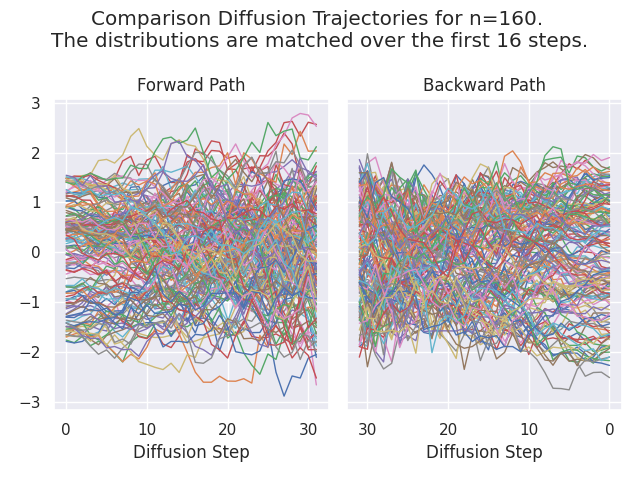 Comparison Diffusion Trajectories for n=160.
The distributions are matched over the first 16 steps.
Forward Path
Backward Path
3
2
1
0
−1
−2
−3
0
10
20
30
30
20
10
0
Diffusion Step
Diffusion Step